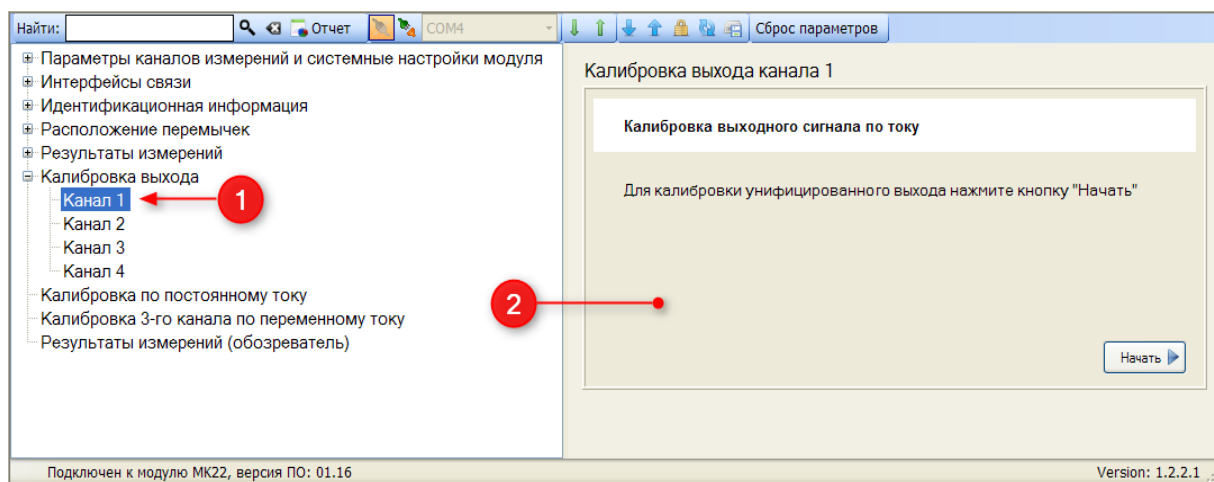 Найти: Отчет COM4 Сброс параметров
Параметры каналов измерений и системные настройки модуля
Интерфейсы связи
Идентификационная информация
Расположение перемычек
Результаты измерений
Калибровка выхода
Канал 1
1
Канал 2
Канал 3
Канал 4
Калибровка по постоянному току
Калибровка 3-го канала по переменному току
Результаты измерений (обозреватель)
Калибровка выхода канала 1
Калибровка выходного сигнала по току
Для калибровки унифицированного выхода нажмите кнопку "Начать"
2
Начать
Подключен к модулю МК22, версия ПО: 01.16
Version: 1.2.2.1